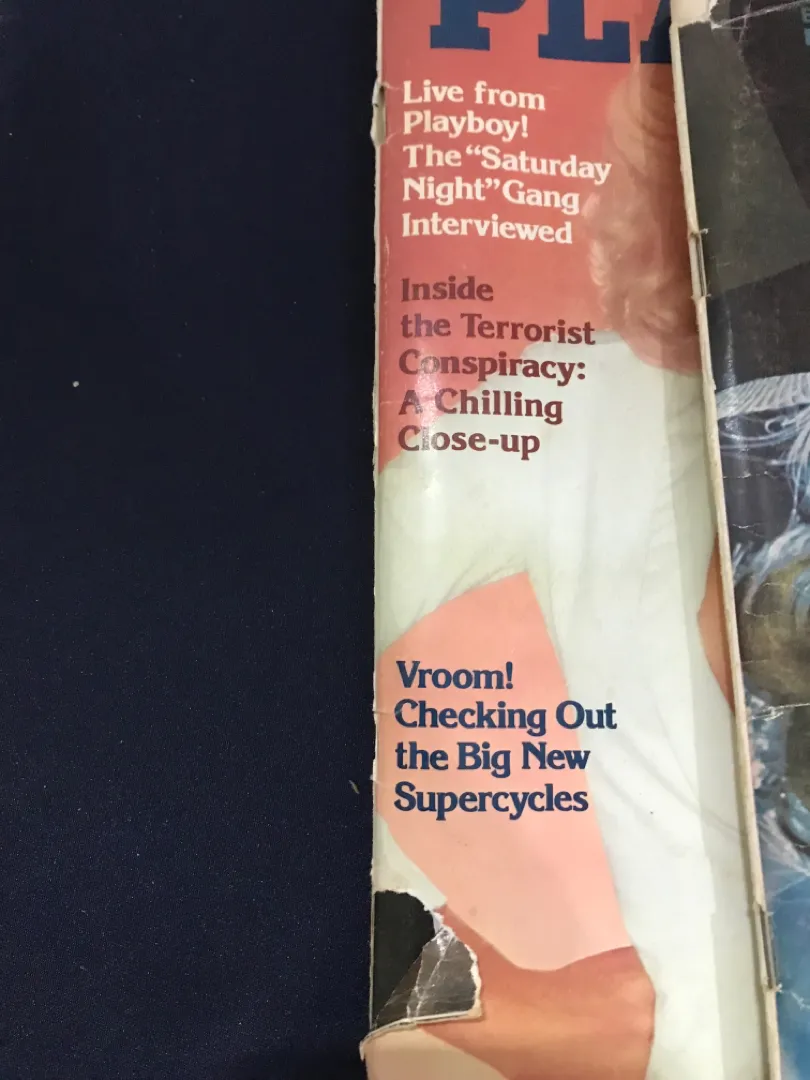 PLA
Live from
Playboy!
The “Saturday
Night” Gang
Interviewed
Inside
the Terrorist
Conspiracy:
A Chilling
Close-up
Vroom!
Checking Out
the Big New
Supercycles